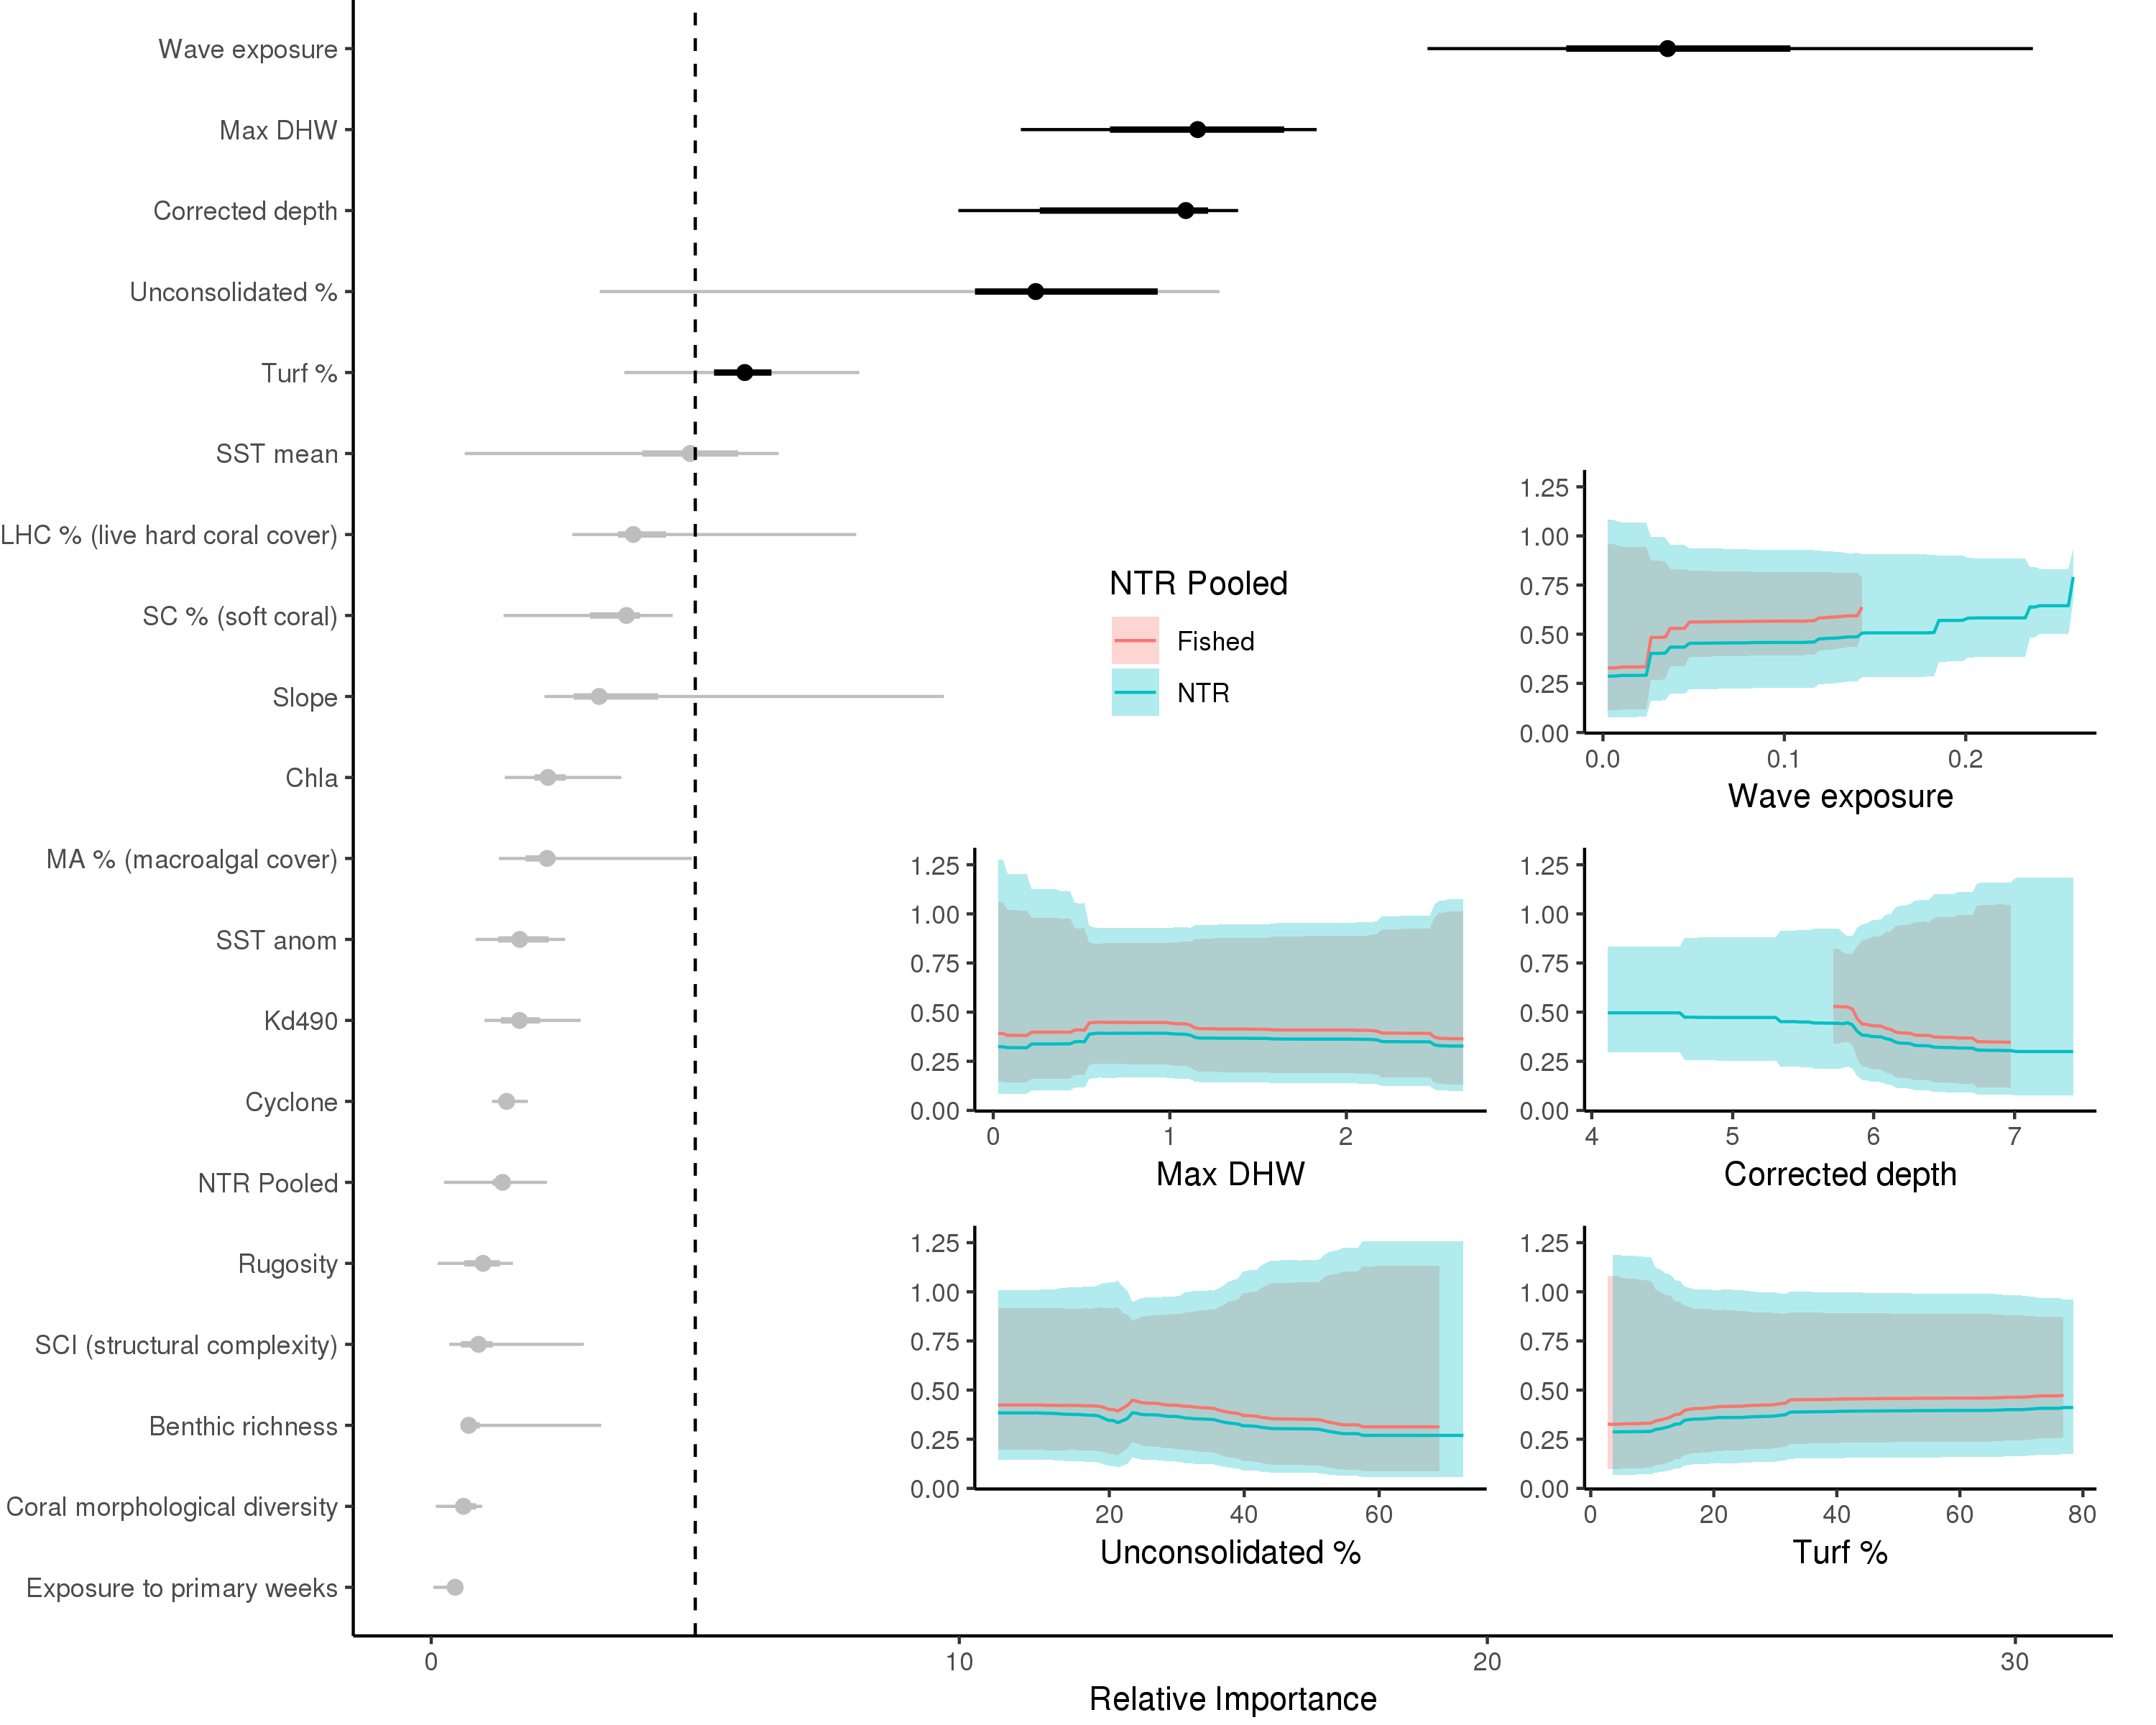 Wave exposure
Max DHW
Corrected depth
Unconsolidated %
Turf %
SST mean
LHC % (live hard coral cover)
SC % (soft coral)
Slope
Chla
MA % (macroalgal cover)
SST anom
Kd490
Cyclone
NTR Pooled
Rugosity
SCI (structural complexity)
Benthic richness
Coral morphological diversity
Exposure to primary weeks
0 10 20 30
Relative Importance
NTR Pooled
Fished
NTR
1.25
1.00
0.75
0.50
0.25
0.00
0.0 0.1 0.2
Wave exposure
1.25
1.00
0.75
0.50
0.25
0.00
0 1 2
Max DHW
1.25
1.00
0.75
0.50
0.25
0.00
4 5 6 7
Corrected depth
1.25
1.00
0.75
0.50
0.25
0.00
20 40 60
Unconsolidated %
1.25
1.00
0.75
0.50
0.25
0.00
0 20 40 60 80
Turf %